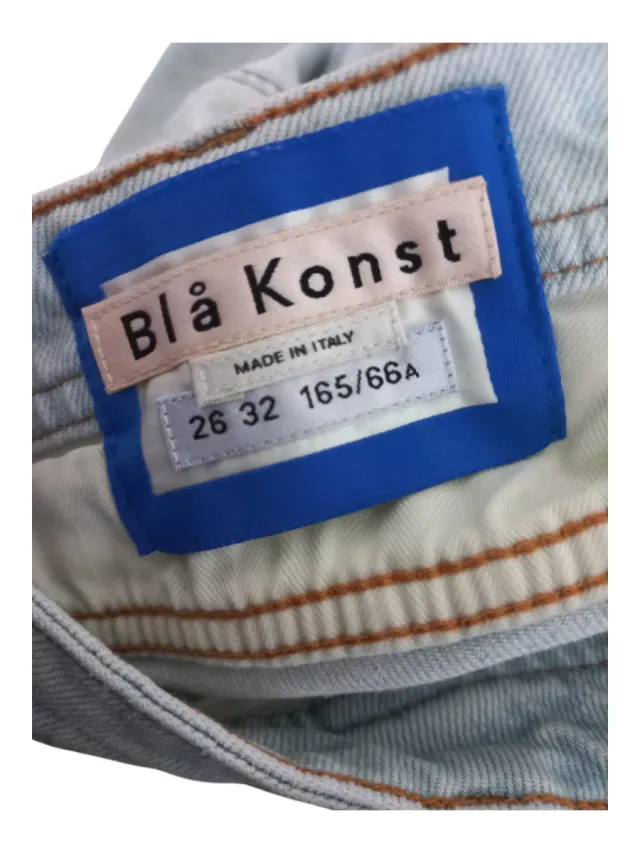 Blå Konst
MADE IN ITALY
26 32 165/66A